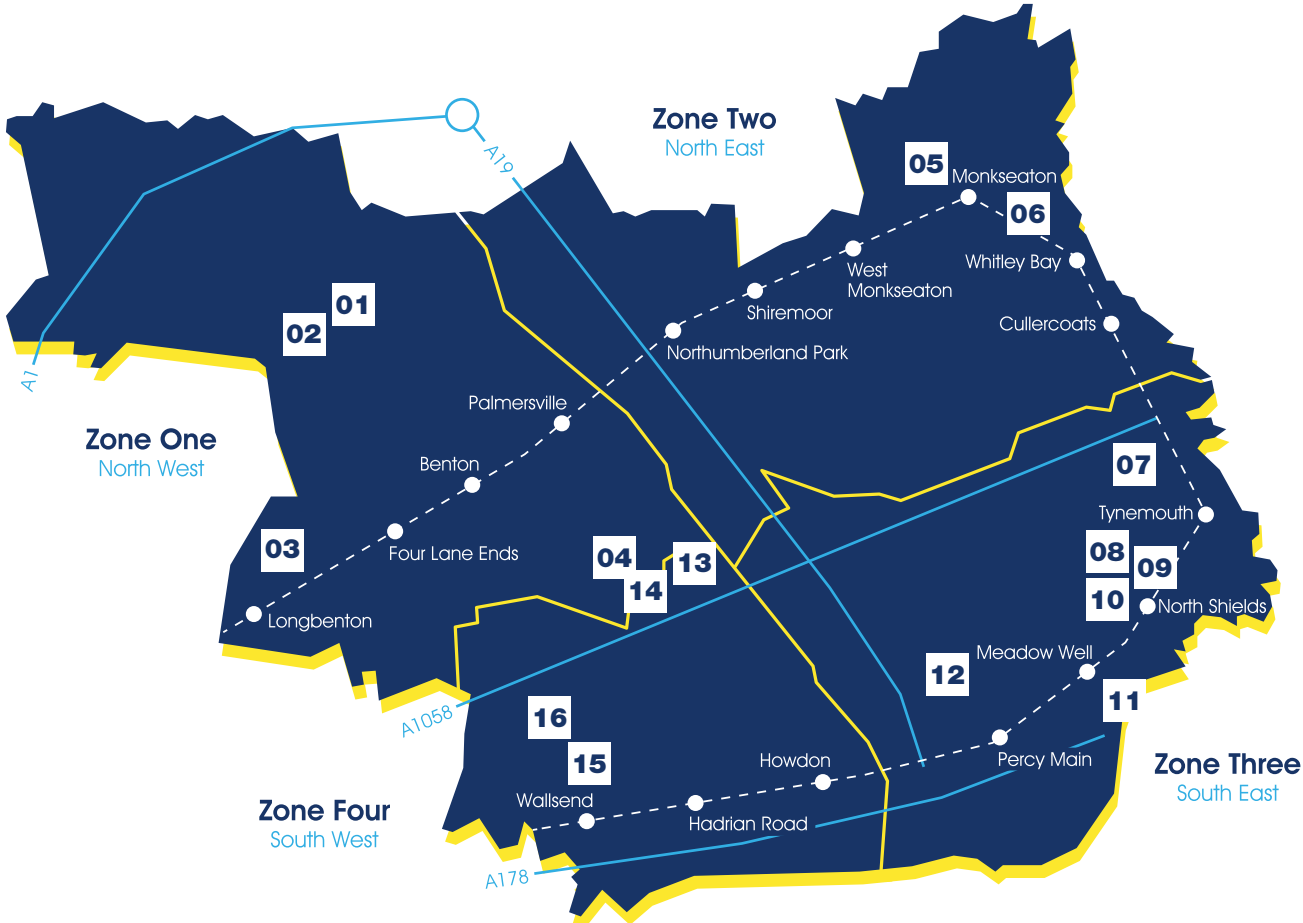 Zone Two
North East
A19
05
Monkseaton
06
West
Monkseaton
Whitley Bay
01
02
Shiremoor
Cullercoats
Northumberland Park
A1
Palmersville
Zone One
North West
Benton
07
Tynemouth
03
Four Lane Ends
04
13
14
08
09
10
North Shields
Longbenton
Meadow Well
12
11
A1058
16
15
Howdon
Percy Main
Zone Three
South East
Wallsend
Hadrian Road
Zone Four
South West
A178